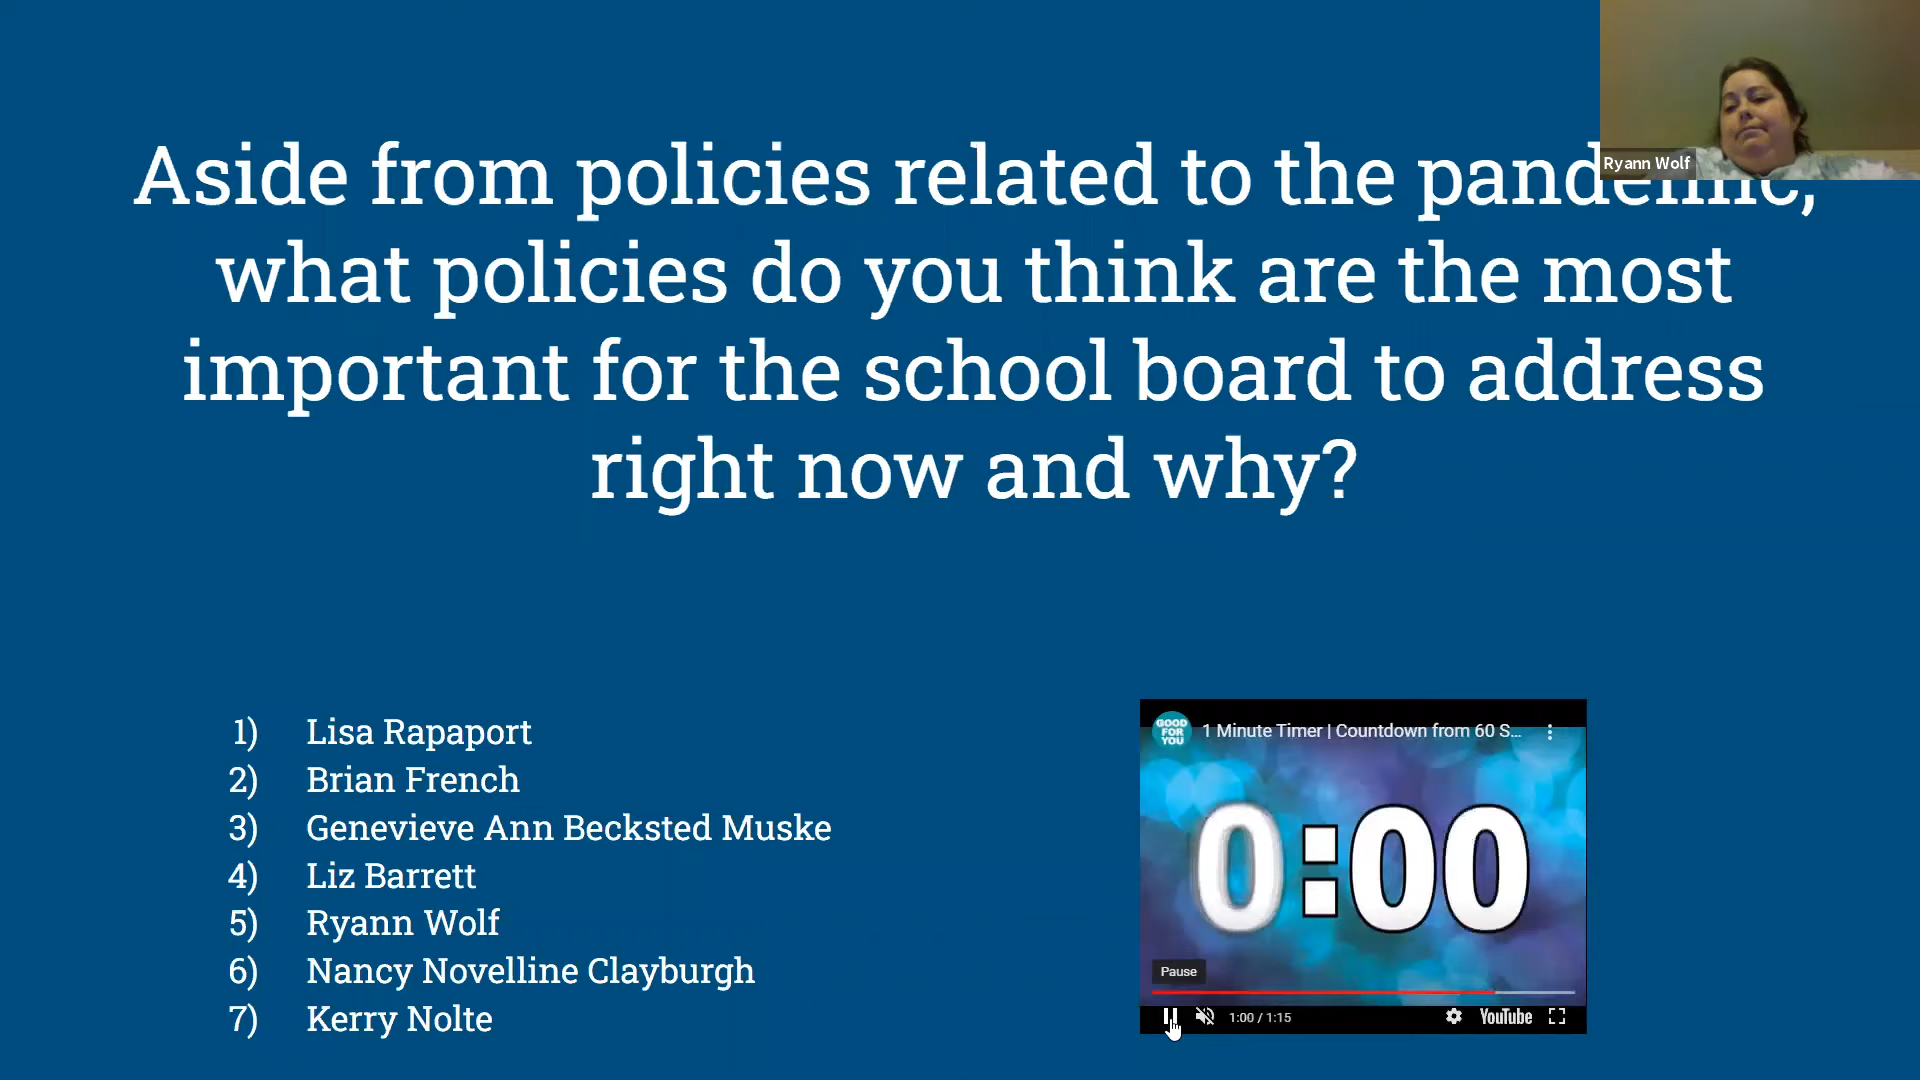 Aside from policies related to the pandemic,
what policies do you think are the most
important for the school board to address
right now and why?
Ryann Wolf
1) Lisa Rapaport
2) Brian French
3) Genevieve Ann Becksted Muske
4) Liz Barrett
5) Ryann Wolf
6) Nancy Novelline Clayburgh
7) Kerry Nolte
GOOD
FOR
YOU
1 Minute Timer | Countdown from 60 S...
0:00
Pause
1:00 / 1:15
YouTube